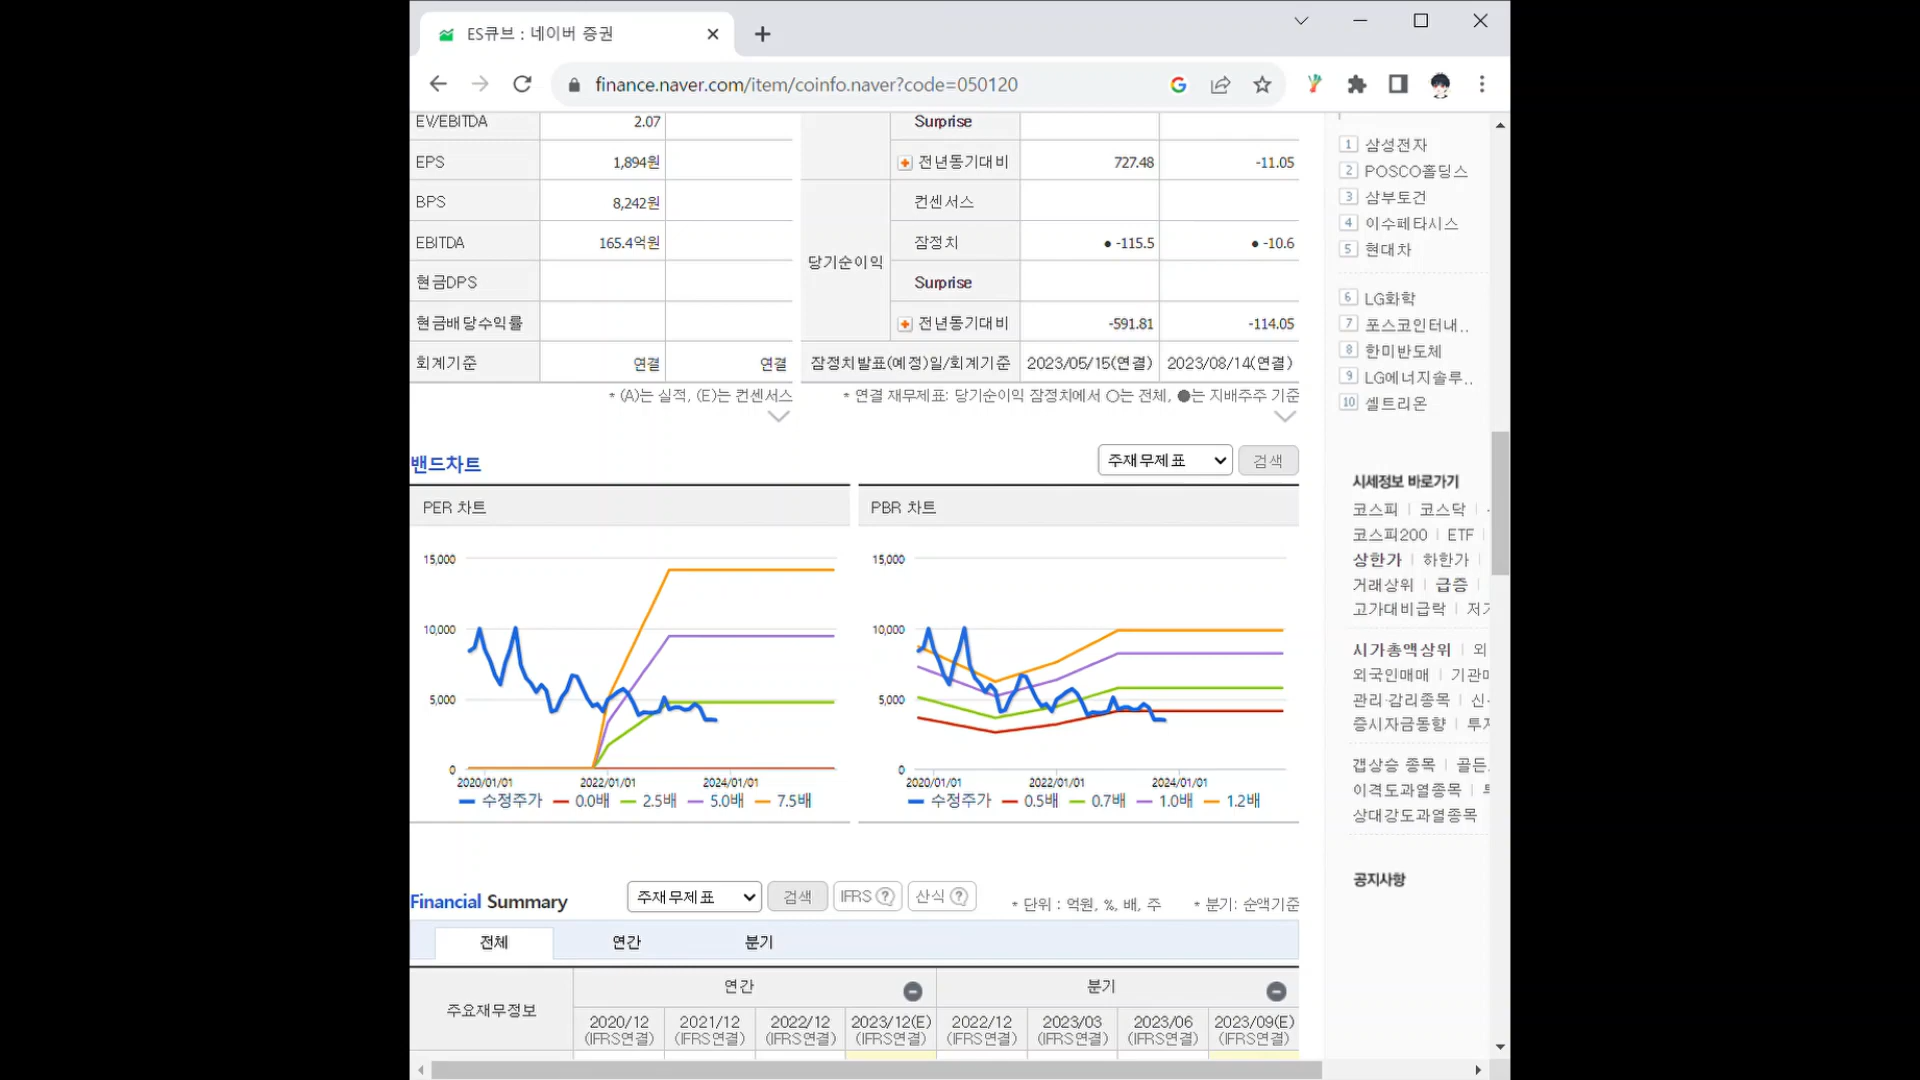 ES큐브 : 네이버 증권
finance.naver.com/item/coinfo.naver?code=050120
EV/EBITDA 2.07
EPS 1,894원
BPS 8,242원
EBITDA 165.4억원
현금DPS
현금배당수익률
회계기준 연결 연결
* (A)는 실적, (E)는 컨센서스
Surprise
전년동기대비 727.48 -11.05
당기순이익
컨센서스
잠정치 ● -115.5 ● -10.6
Surprise
전년동기대비 -591.81 -114.05
잠정치발표(예정)일/회계기준 2023/05/15(연결) 2023/08/14(연결)
* 연결 재무제표: 당기순이익 잠정치에서 ○는 전체, ●는 지배주주 기준
밴드차트
주재무제표 검색
PER 차트
15,000
10,000
5,000
0
2020/01/01 2022/01/01 2024/01/01
수정주가 0.0배 2.5배 5.0배 7.5배
PBR 차트
15,000
10,000
5,000
0
2020/01/01 2022/01/01 2024/01/01
수정주가 0.5배 0.7배 1.0배 1.2배
Financial Summary
주재무제표 검색 IFRS ? 산식 ?
* 단위 : 억원, %, 배, 주 * 분기: 순액기준
전체 연간 분기
주요재무정보
연간 분기
2020/12 2021/12 2022/12 2023/12(E) 2022/12 2023/03 2023/06 2023/09(E)
(IFRS연결) (IFRS연결) (IFRS연결) (IFRS연결) (IFRS연결) (IFRS연결) (IFRS연결) (IFRS연결)
1 삼성전자
2 POSCO홀딩스
3 삼부토건
4 이수페타시스
5 현대차
6 LG화학
7 포스코인터내..
8 한미반도체
9 LG에너지솔루..
10 셀트리온
시세정보 바로가기
코스피 코스닥
코스피200 ETF
상한가 하한가
거래상위 급증
고가대비급락
시가총액상위 외
외국인매매
관리·감리종목
증시자금동향
갭상승 종목
이격도과열종목
상대강도과열종목
공지사항